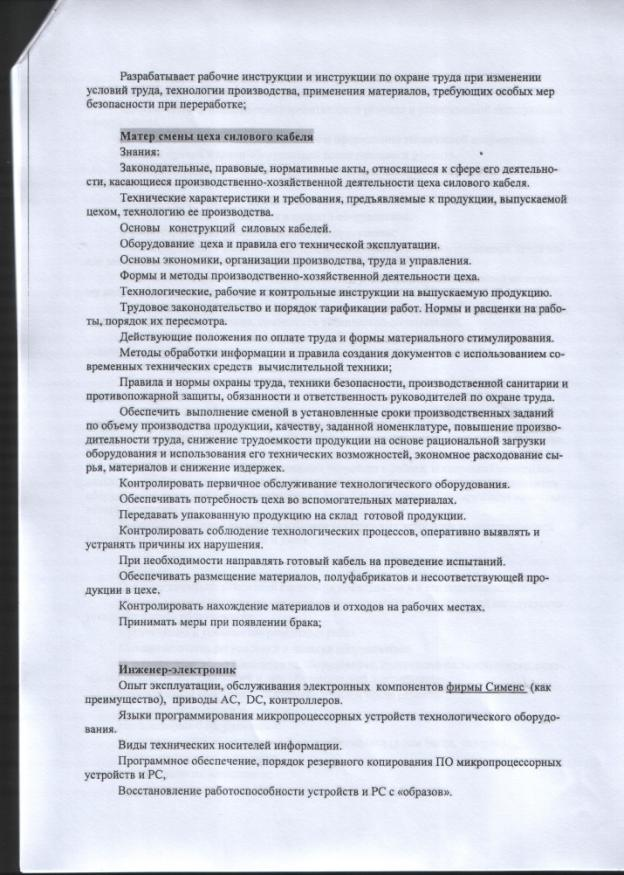 Разрабатывает рабочие инструкции и инструкции по охране труда при изменении
условий труда, технологии производства, применения материалов, требующих особых мер
безопасности при переработке;
Матер смены цеха силового кабеля
Знания:
Законодательные, правовые, нормативные акты, относящиеся к сфере его деятельно-
сти, касающиеся производственно-хозяйственной деятельности цеха силового кабеля.
Технические характеристики и требования, предъявляемые к продукции, выпускаемой
цехом, технологию ее производства.
Основы конструкций силовых кабелей.
Оборудование цеха и правила его технической эксплуатации.
Основы экономики, организации производства, труда и управления.
Формы и методы производственно-хозяйственной деятельности цеха.
Технологические, рабочие и контрольные инструкции на выпускаемую продукцию.
Трудовое законодательство и порядок тарификации работ. Нормы и расценки на рабо-
ты, порядок их пересмотра.
Действующие положения по оплате труда и формы материального стимулирования.
Методы обработки информации и правила создания документов с использованием со-
временных технических средств вычислительной техники;
Правила и нормы охраны труда, техники безопасности, производственной санитарии и
противопожарной защиты, обязанности и ответственность руководителей по охране труда.
Обеспечить выполнение сменой в установленные сроки производственных заданий
по объему производства продукции, качеству, заданной номенклатуре, повышение произво-
дительности труда, снижение трудоемкости продукции на основе рациональной загрузки
оборудования и использования его технических возможностей, экономное расходование сы-
рья, материалов и снижение издержек.
Контролировать первичное обслуживание технологического оборудования.
Обеспечивать потребность цеха во вспомогательных материалах.
Передавать упакованную продукцию на склад готовой продукции.
Контролировать соблюдение технологических процессов, оперативно выявлять и
устранять причины их нарушения.
При необходимости направлять готовый кабель на проведение испытаний.
Обеспечивать размещение материалов, полуфабрикатов и несоответствующей про-
дукции в цехе.
Контролировать нахождение материалов и отходов на рабочих местах.
Принимать меры при появлении брака;
Инженер-электроник
Опыт эксплуатации, обслуживания электронных компонентов фирмы Сименс (как
преимущество), приводы AC, DC, контроллеров.
Языки программирования микропроцессорных устройств технологического оборудо-
вания.
Виды технических носителей информации.
Программное обеспечение, порядок резервного копирования ПО микропроцессорных
устройств и PC,
Восстановление работоспособности устройств и PC с «образов».